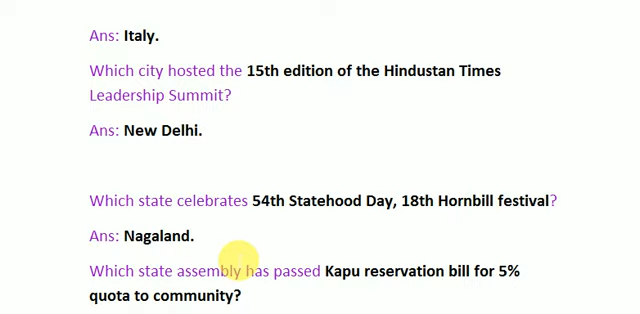 Ans: Italy.
Which city hosted the 15th edition of the Hindustan Times
Leadership Summit?
Ans: New Delhi.
Which state celebrates 54th Statehood Day, 18th Hornbill festival?
Ans: Nagaland.
Which state assembly has passed Kapu reservation bill for 5%
quota to community?